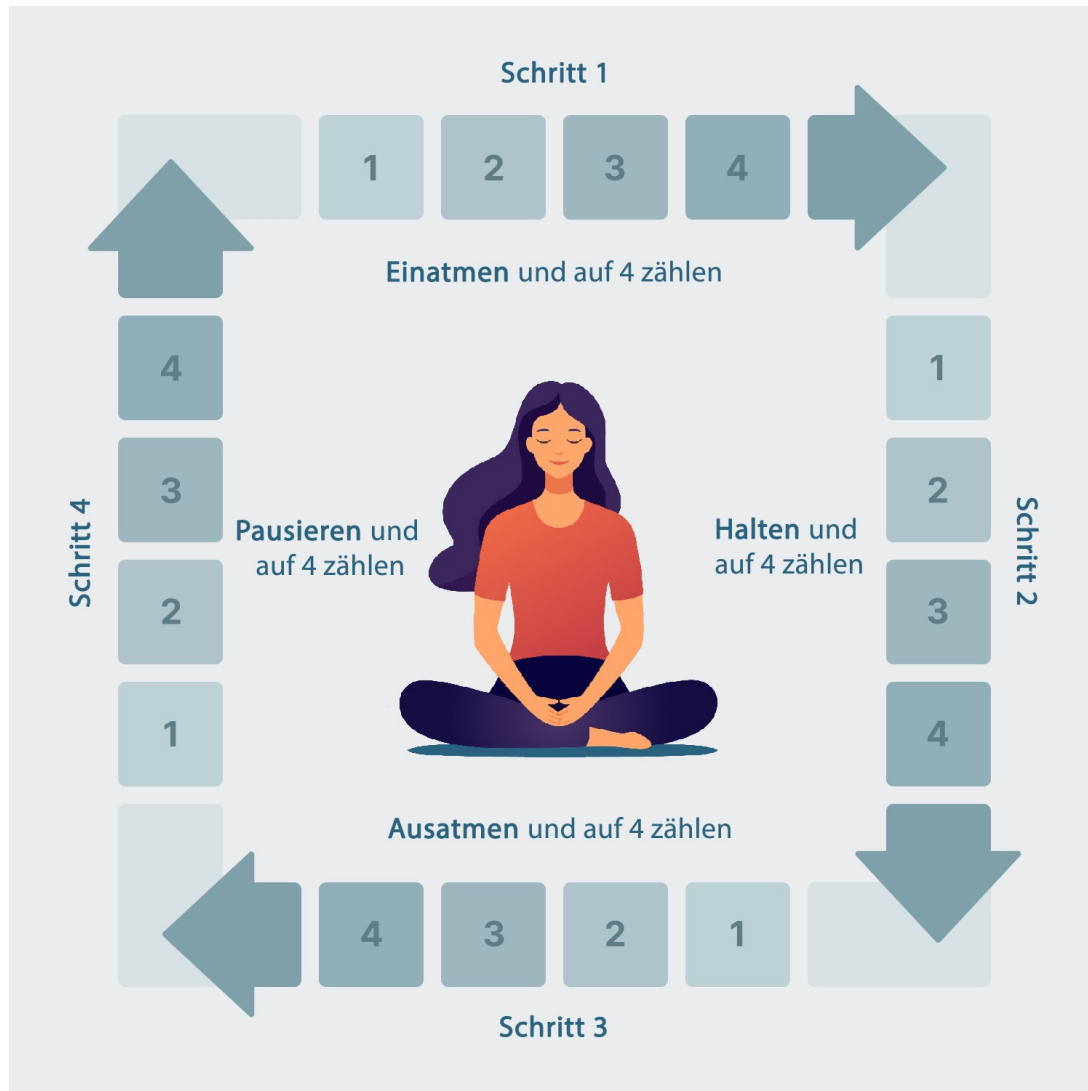 Schritt 1
1 2 3 4
Einatmen und auf 4 zählen
Schritt 2
1
2
3
4
Halten und
auf 4 zählen
Schritt 3
4 3 2 1
Ausatmen und auf 4 zählen
Schritt 4
4
3
2
1
Pausieren und
auf 4 zählen